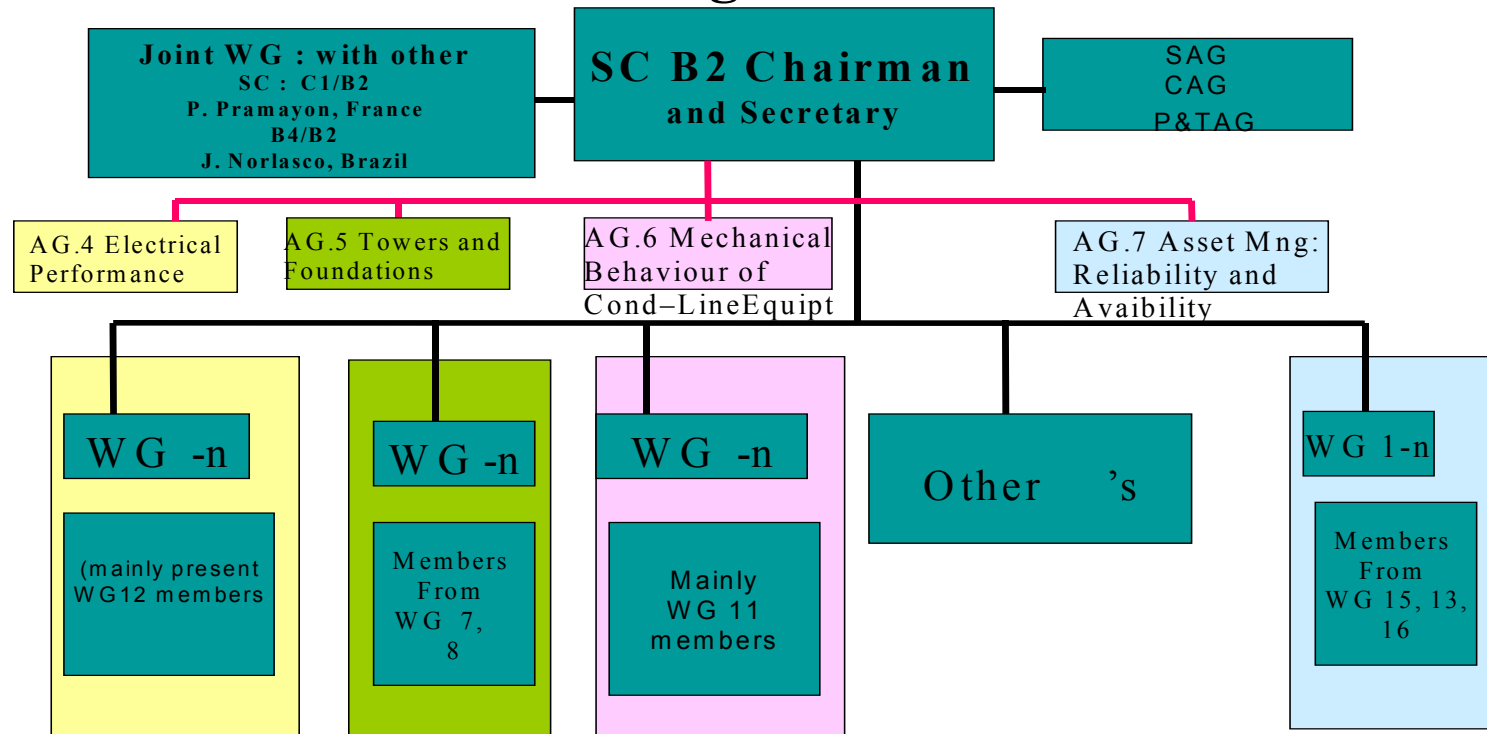 Joint WG : with other
SC : C1/B2
P. Pramayon, France
B4/B2
J. Norlasco, Brazil
SC B2 Chairman
and Secretary
SAG
CAG
P&TAG
AG.4 Electrical
Performance
AG.5 Towers and
Foundations
AG.6 Mechanical
Behaviour of
Cond–LineEquipt
AG.7 Asset Mng:
Reliability and
Avaibility
WG -n
WG -n
WG -n
Other 's
WG 1-n
(mainly present
WG12 members
Members
From
WG 7,
8
Mainly
WG 11
members
Members
From
WG 15, 13,
16